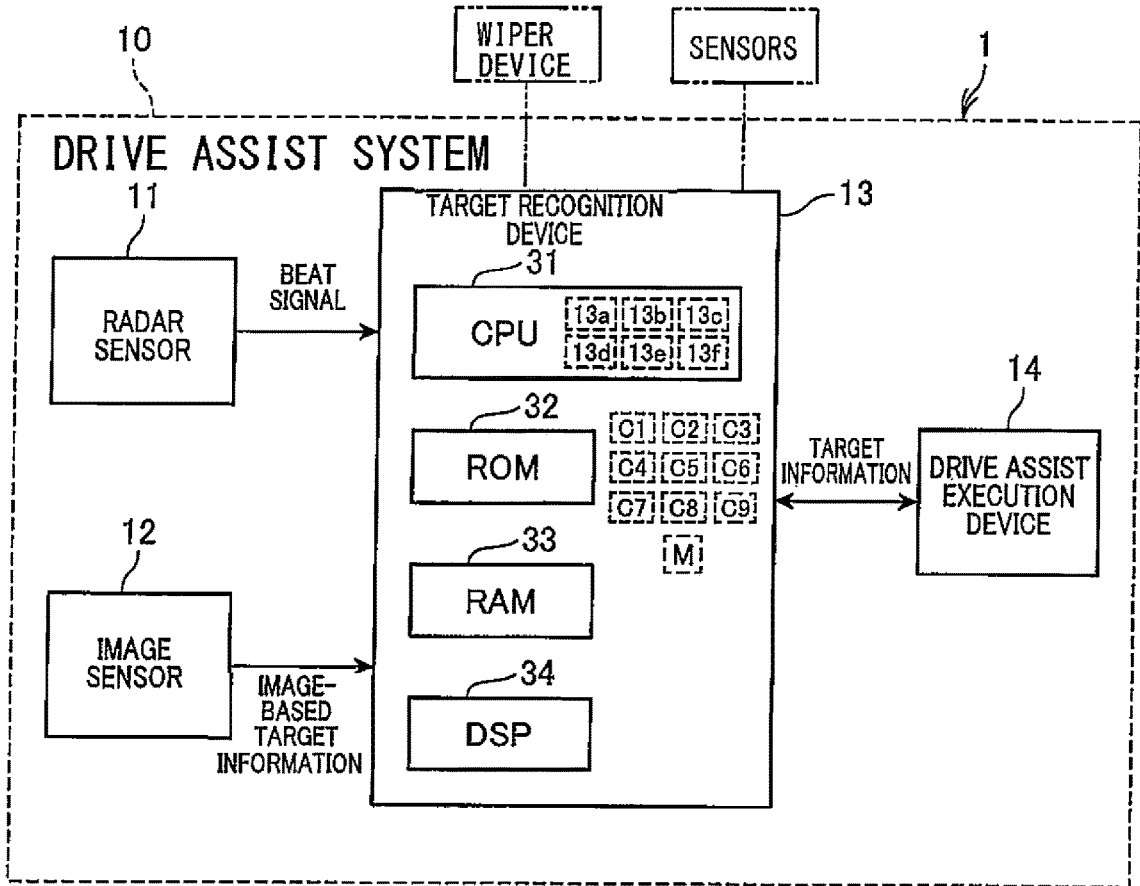 10
WIPER
DEVICE
SENSORS
1
DRIVE ASSIST SYSTEM
11
RADAR
SENSOR
BEAT
SIGNAL
12
IMAGE
SENSOR
IMAGE-
BASED
TARGET
INFORMATION
13
TARGET RECOGNITION
DEVICE
31
CPU
13a 13b 13c
13d 13e 13f
32
ROM
C1 C2 C3
C4 C5 C6
C7 C8 C9
M
33
RAM
34
DSP
TARGET
INFORMATION
14
DRIVE ASSIST
EXECUTION
DEVICE